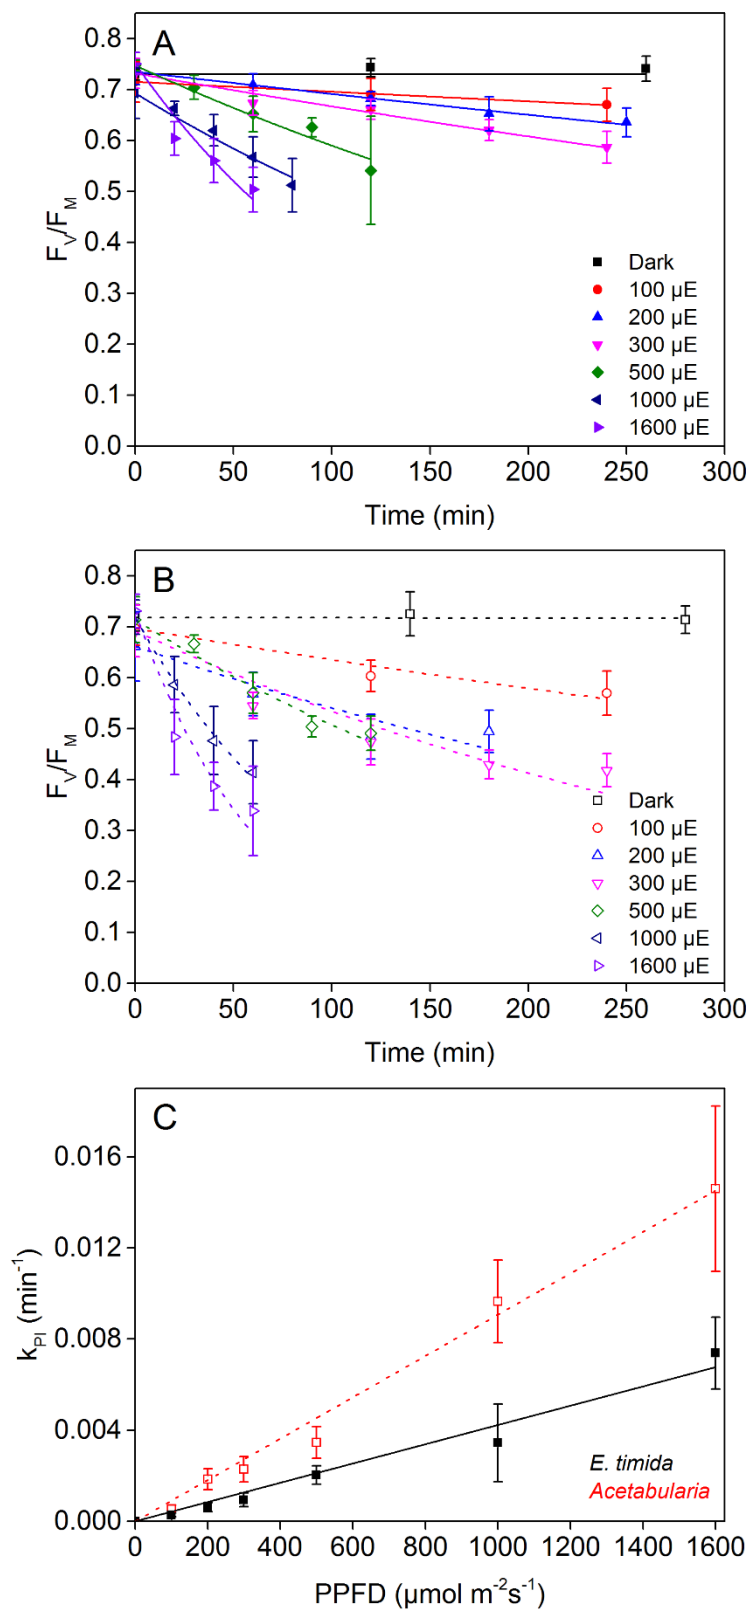 A
0.8
0.7
0.6
0.5
0.4
0.3
0.2
0.1
0.0
F_V/F_M
Dark
100 µE
200 µE
300 µE
500 µE
1000 µE
1600 µE
0 50 100 150 200 250 300
Time (min)
B
0.8
0.7
0.6
0.5
0.4
0.3
0.2
0.1
0.0
F_V/F_M
Dark
100 µE
200 µE
300 µE
500 µE
1000 µE
1600 µE
0 50 100 150 200 250 300
Time (min)
C
0.016
0.012
0.008
0.004
0.000
k_PI (min⁻¹)
E. timida
Acetabularia
0 200 400 600 800 1000 1200 1400 1600
PPFD (µmol m⁻²s⁻¹)